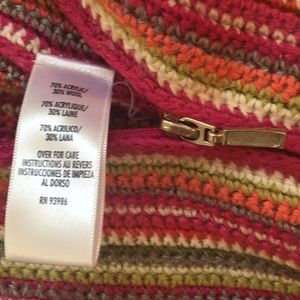 70% ACRYLIC/
30% WOOL
70% ACRYLIQUE/
30% LAINE
70% ACRILICO/
30% LANA
OVER FOR CARE
INSTRUCTIONS AU REVERS
INSTRUCCIONES DE LIMPIEZA
AL DORSO
RN 93986